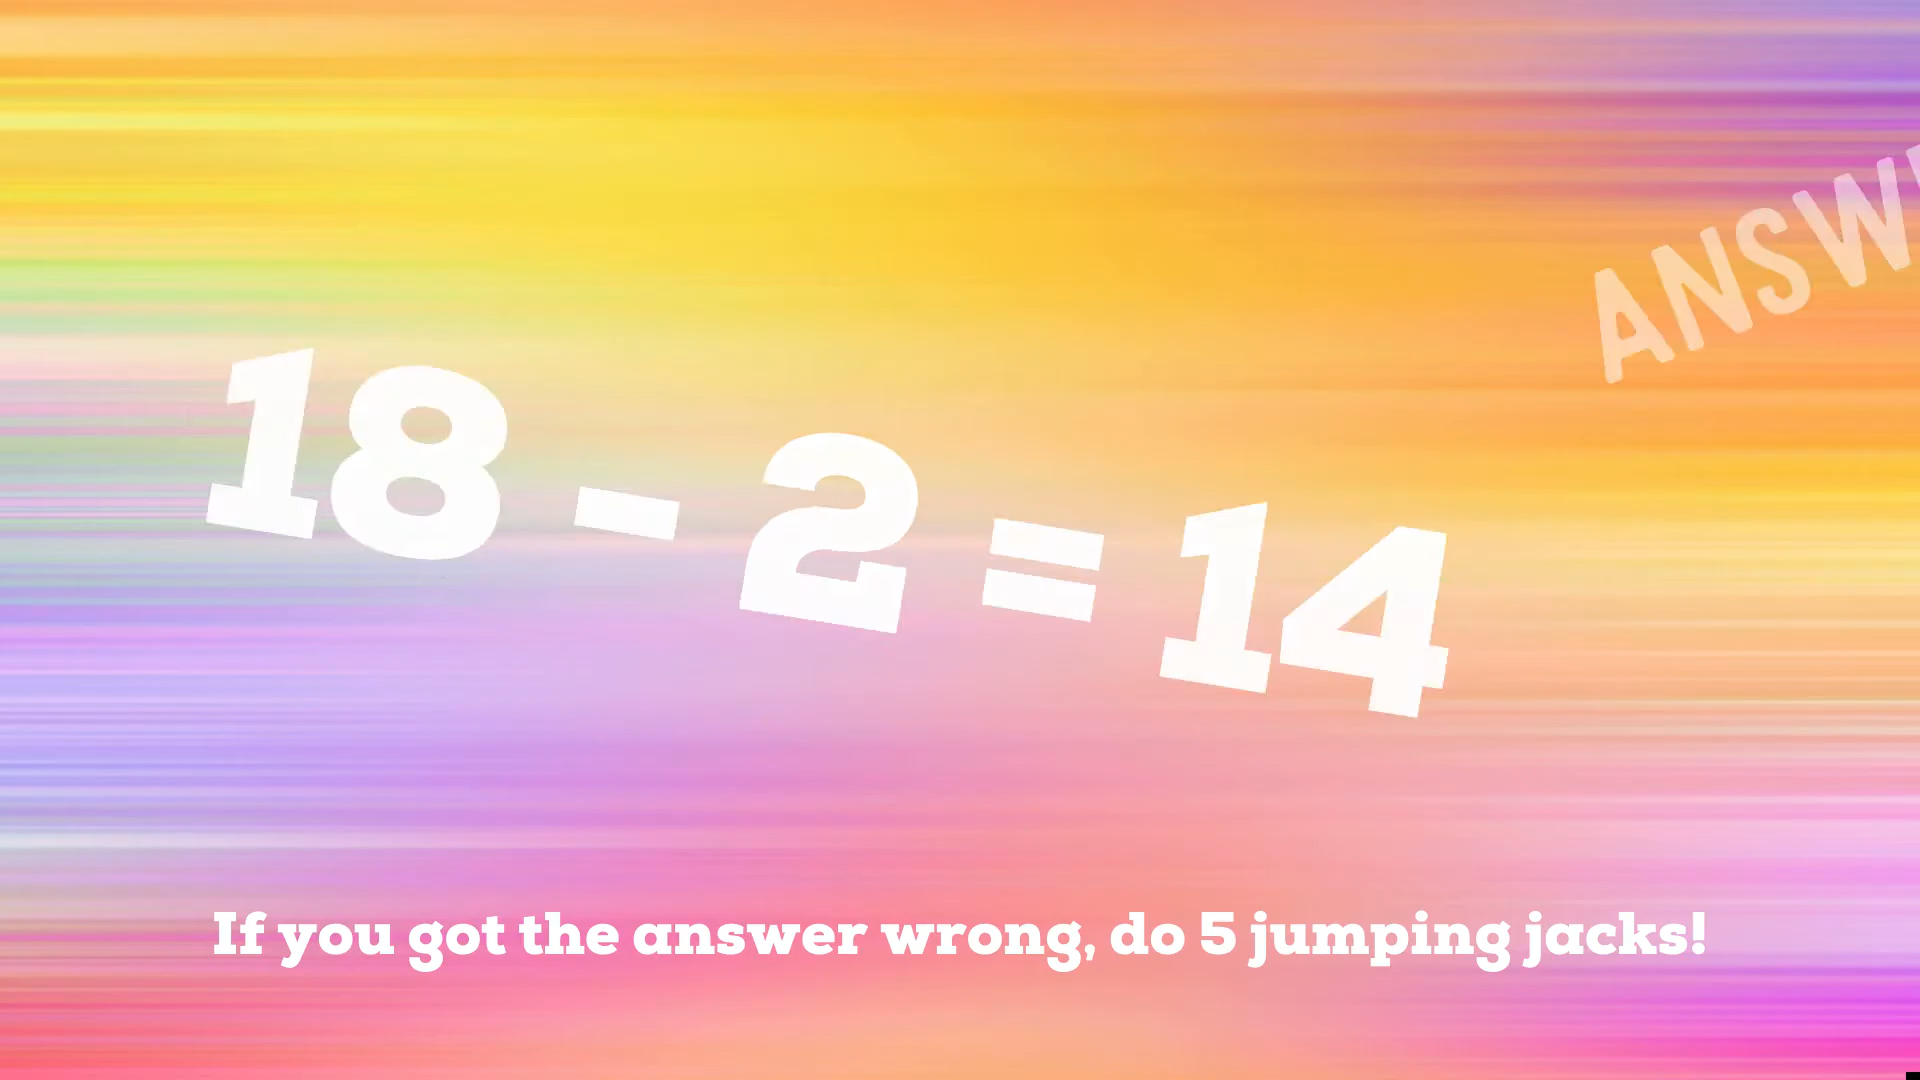 ANSW
18 - 2 = 14
If you got the answer wrong, do 5 jumping jacks!